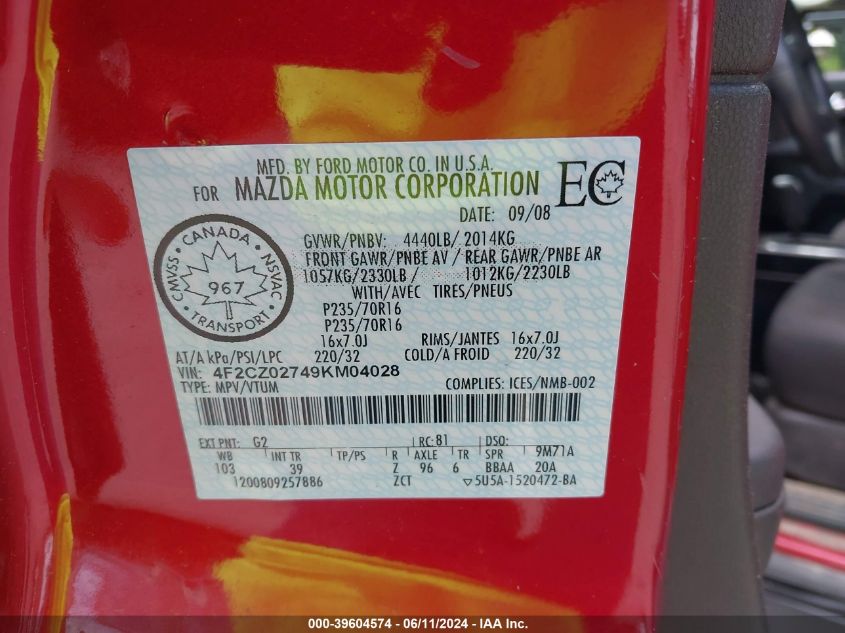 MFD. BY FORD MOTOR CO. IN U.S.A.
FOR MAZDA MOTOR CORPORATION
EC
DATE: 09/08
CANADA
CMVSS
NSVAC
967
TRANSPORT
GVWR/PNBV: 4440LB/ 2014KG
FRONT GAWR/PNBE AV / REAR GAWR/PNBE AR
1057KG/2330LB / 1012KG/2230LB
WITH/AVEC TIRES/PNEUS
P235/70R16
P235/70R16
16x7.0J RIMS/JANTES 16x7.0J
AT/A kPa/PSI/LPC 220/32 COLD/A FROID 220/32
VIN: 4F2CZ02749KM04028
TYPE: MPV/VTUM COMPLIES: ICES/NMB-002
EXT PNT: G2 RC: 81 DSO:
WB INT TR TP/PS R AXLE TR SPR 9M71A
103 39 Z 96 6 BBAA 20A
1200809257886 ZCT ▽5U5A-1520472-BA
000-39604574 - 06/11/2024 - IAA Inc.